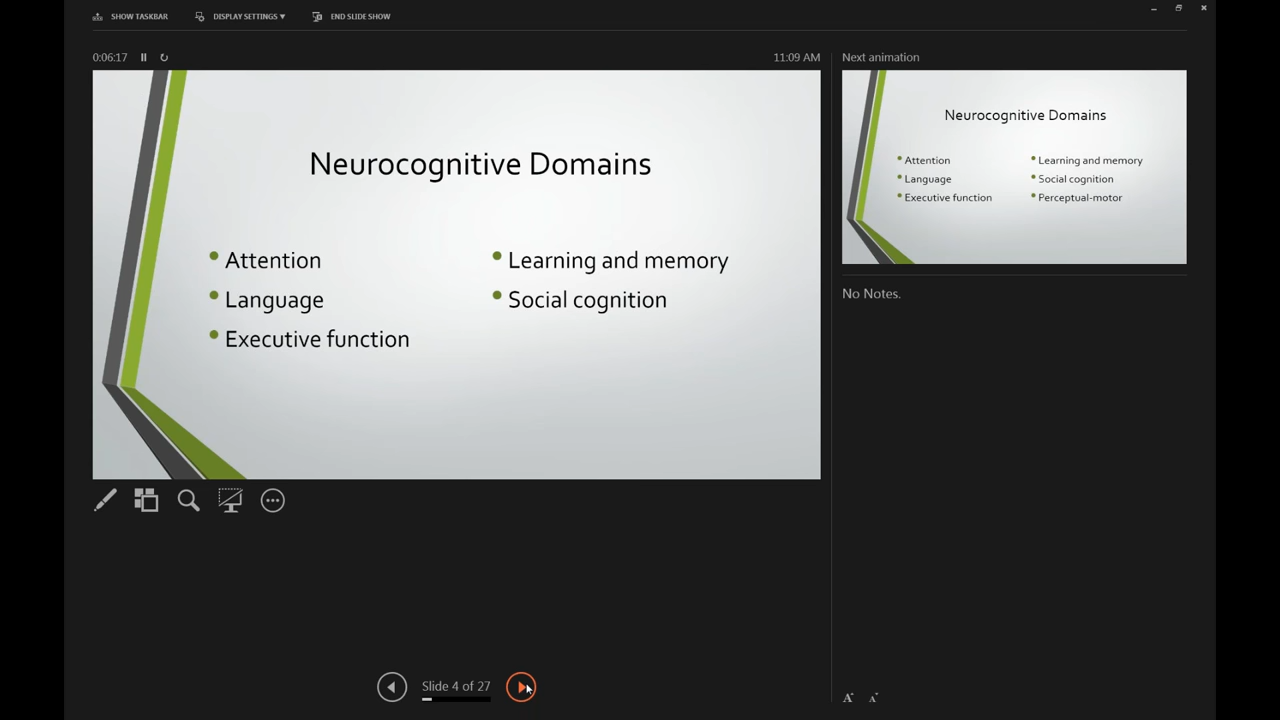 SHOW TASKBAR
DISPLAY SETTINGS ▼
END SLIDE SHOW
0:06:17
11:09 AM
Next animation
Neurocognitive Domains
• Attention
• Language
• Executive function
• Learning and memory
• Social cognition
Neurocognitive Domains
• Attention
• Language
• Executive function
• Learning and memory
• Social cognition
• Perceptual-motor
No Notes.
Slide 4 of 27
A A